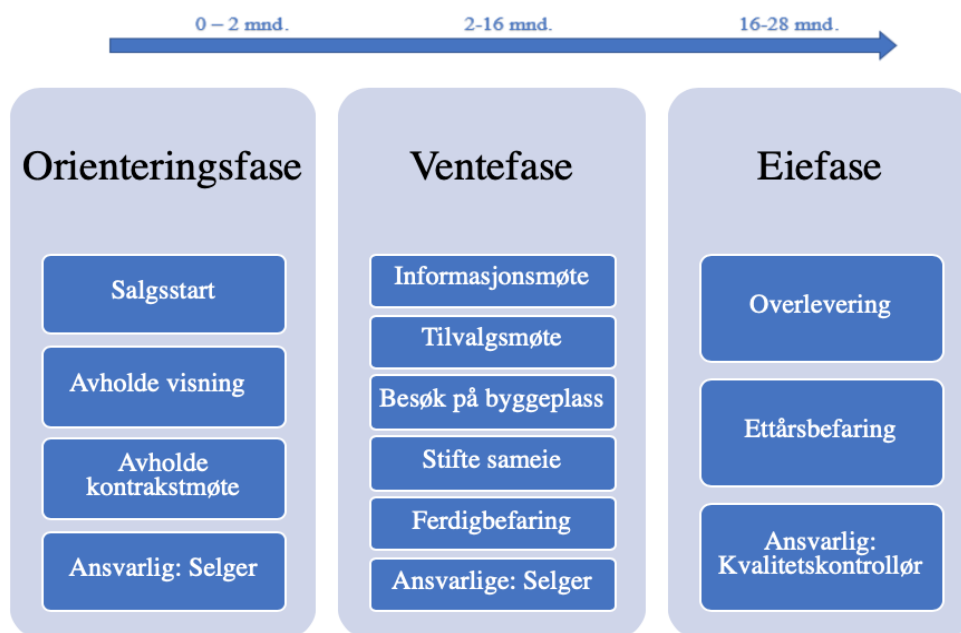 0 – 2 mnd.
2-16 mnd.
16-28 mnd.
Orienteringsfase
Salgsstart
Avholde visning
Avholde
kontrakstmøte
Ansvarlig: Selger
Ventefase
Informasjonsmøte
Tilvalgsmøte
Besøk på byggeplass
Stifte sameie
Ferdigbefaring
Ansvarlige: Selger
Eiefase
Overlevering
Ettårsbefaring
Ansvarlig:
Kvalitetskontrollør